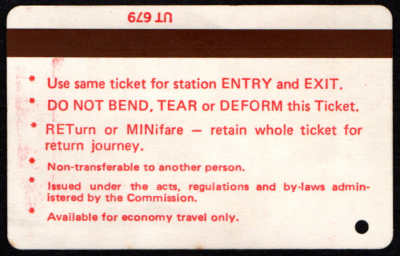 UT 679
* Use same ticket for station ENTRY and EXIT.
* DO NOT BEND, TEAR or DEFORM this Ticket.
* RETurn or MINifare — retain whole ticket for
return journey.
* Non-transferable to another person.
* Issued under the acts, regulations and by-laws admin-
istered by the Commission.
* Available for economy travel only.